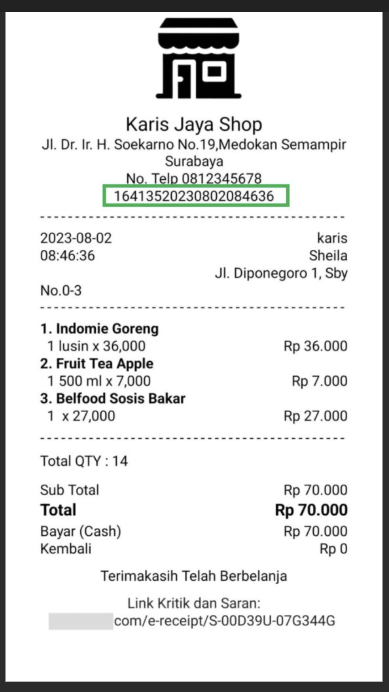 Karis Jaya Shop
Jl. Dr. Ir. H. Soekarno No.19,Medokan Semampir
Surabaya
No. Telp 0812345678
16413520230802084636
2023-08-02 karis
08:46:36 Sheila
Jl. Diponegoro 1, Sby
No.0-3
1. Indomie Goreng
1 lusin x 36,000 Rp 36.000
2. Fruit Tea Apple
1 500 ml x 7,000 Rp 7.000
3. Belfood Sosis Bakar
1 x 27,000 Rp 27.000
Total QTY : 14
Sub Total Rp 70.000
Total Rp 70.000
Bayar (Cash) Rp 70.000
Kembali Rp 0
Terimakasih Telah Berbelanja
Link Kritik dan Saran:
com/e-receipt/S-00D39U-07G344G